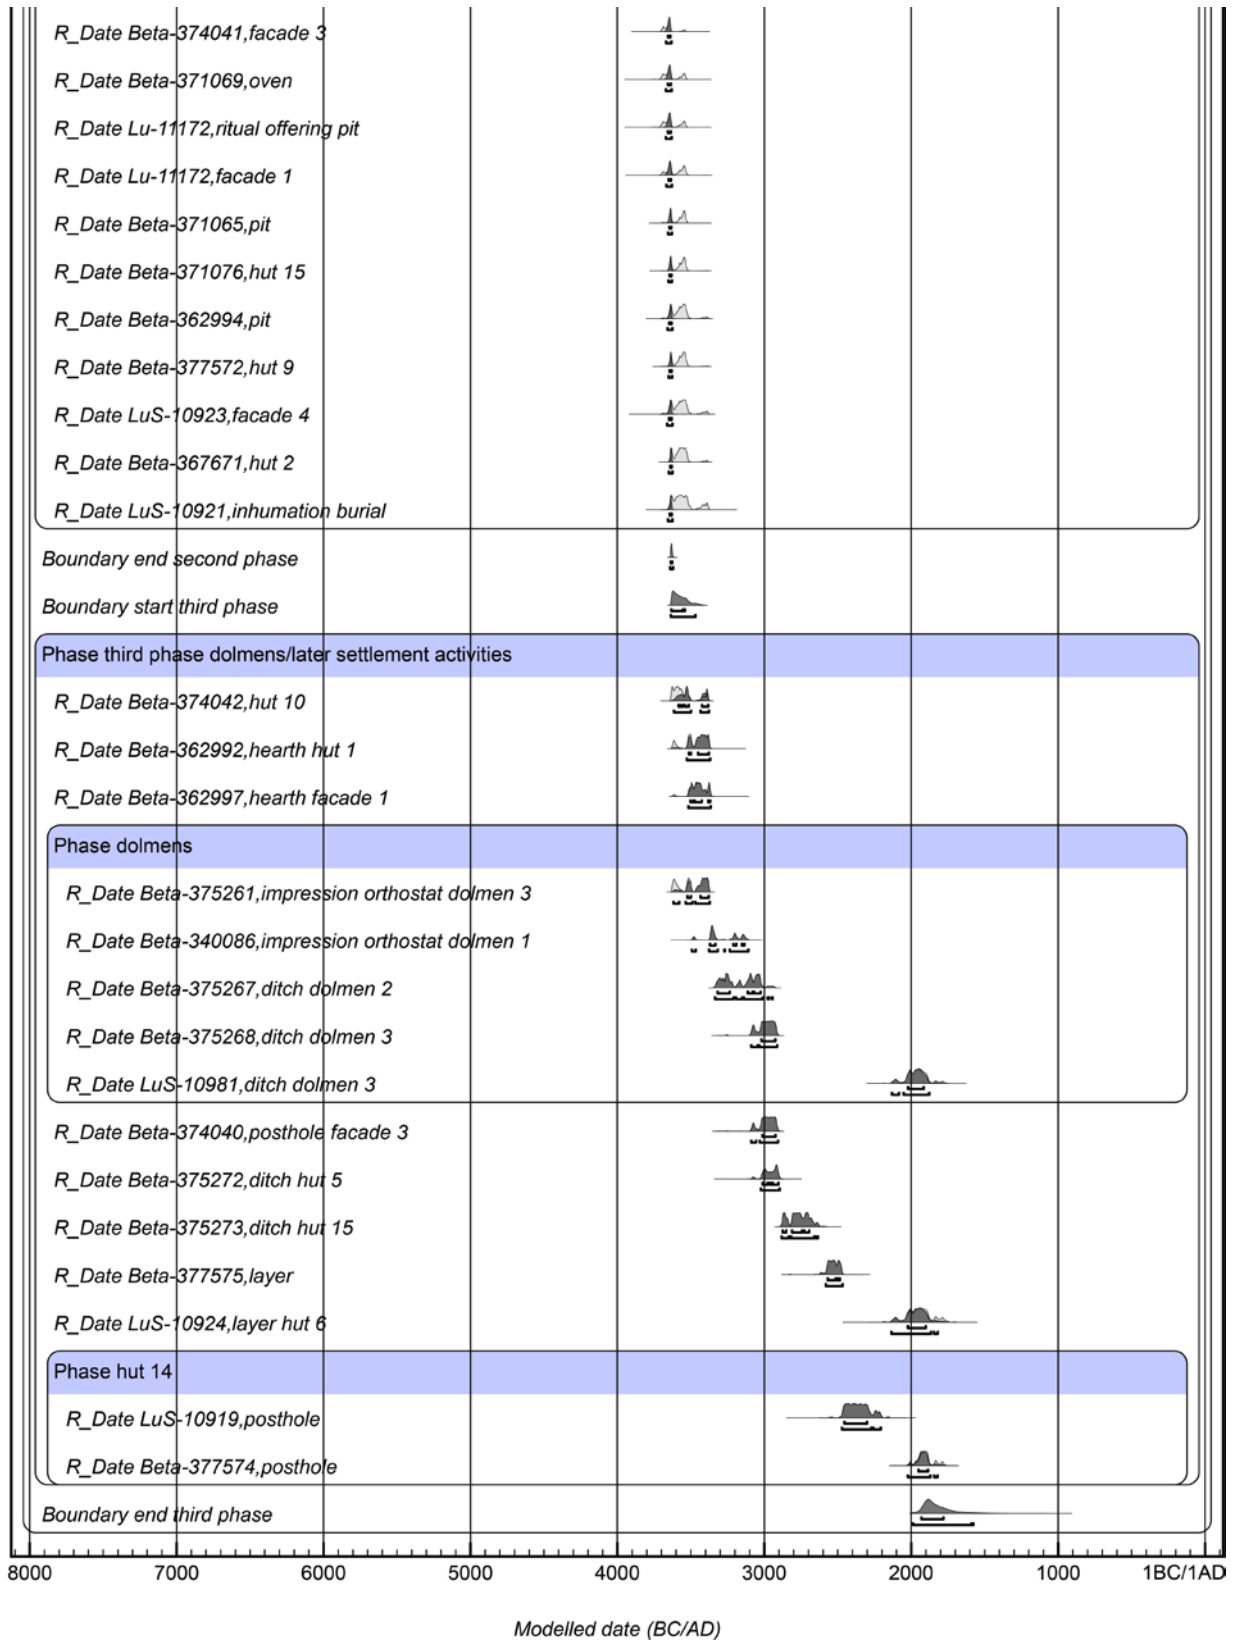 R_Date Beta-374041,facade 3
R_Date Beta-371069,oven
R_Date Lu-11172,ritual offering pit
R_Date Lu-11172,facade 1
R_Date Beta-371065,pit
R_Date Beta-371076,hut 15
R_Date Beta-362994,pit
R_Date Beta-377572,hut 9
R_Date LuS-10923,facade 4
R_Date Beta-367671,hut 2
R_Date LuS-10921,inhumation burial
Boundary end second phase
Boundary start third phase
Phase third phase dolmens/later settlement activities
R_Date Beta-374042,hut 10
R_Date Beta-362992,hearth hut 1
R_Date Beta-362997,hearth facade 1
Phase dolmens
R_Date Beta-375261,impression orthostat dolmen 3
R_Date Beta-340086,impression orthostat dolmen 1
R_Date Beta-375267,ditch dolmen 2
R_Date Beta-375268,ditch dolmen 3
R_Date LuS-10981,ditch dolmen 3
R_Date Beta-374040,posthole facade 3
R_Date Beta-375272,ditch hut 5
R_Date Beta-375273,ditch hut 15
R_Date Beta-377575,layer
R_Date LuS-10924,layer hut 6
Phase hut 14
R_Date LuS-10919,posthole
R_Date Beta-377574,posthole
Boundary end third phase
8000 7000 6000 5000 4000 3000 2000 1000 1BC/1AD
Modelled date (BC/AD)